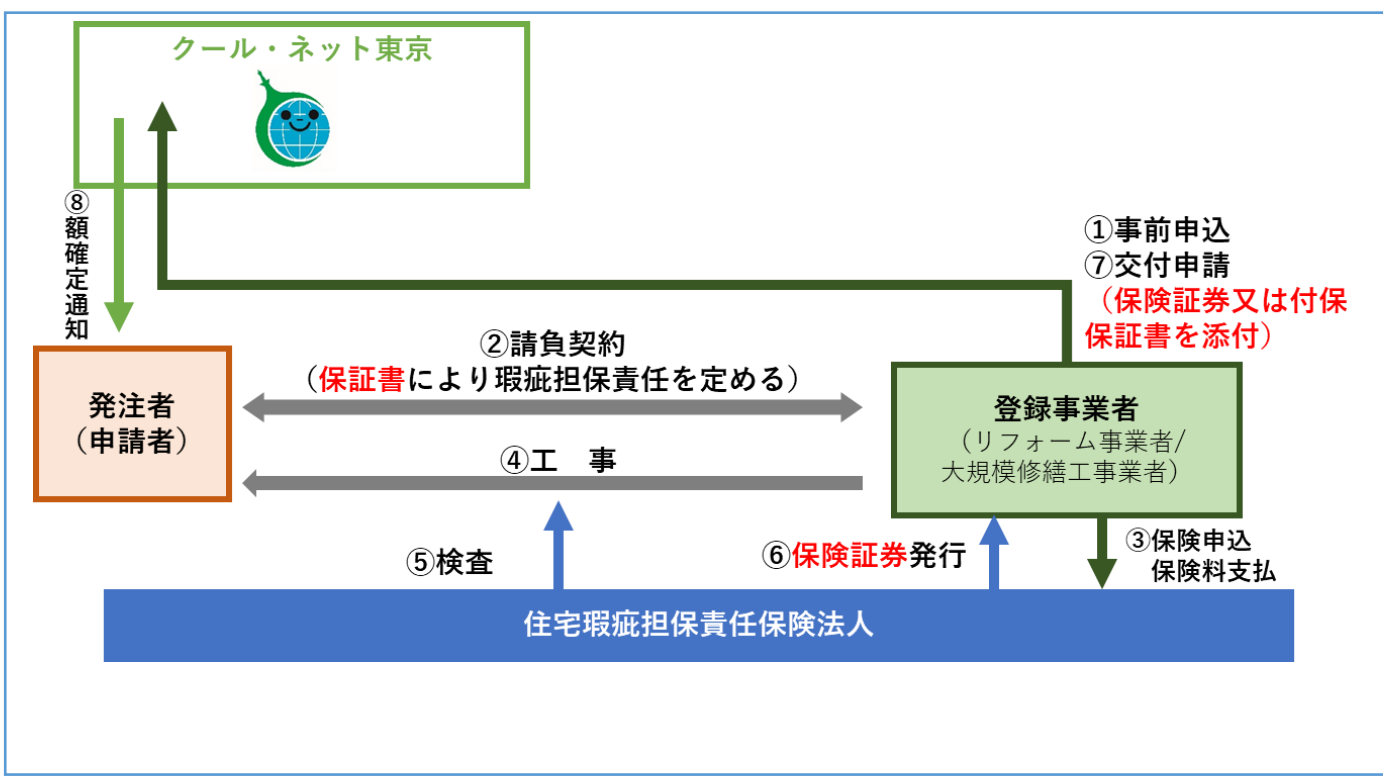 クール・ネット東京
⑧額確定通知
①事前申込
⑦交付申請
（保険証券又は付保
保証書を添付）
②請負契約
（保証書により瑕疵担保責任を定める）
発注者
（申請者）
登録事業者
（リフォーム事業者/
大規模修繕工事業者）
④工　事
⑤検査
⑥保険証券発行
③保険申込
保険料支払
住宅瑕疵担保責任保険法人